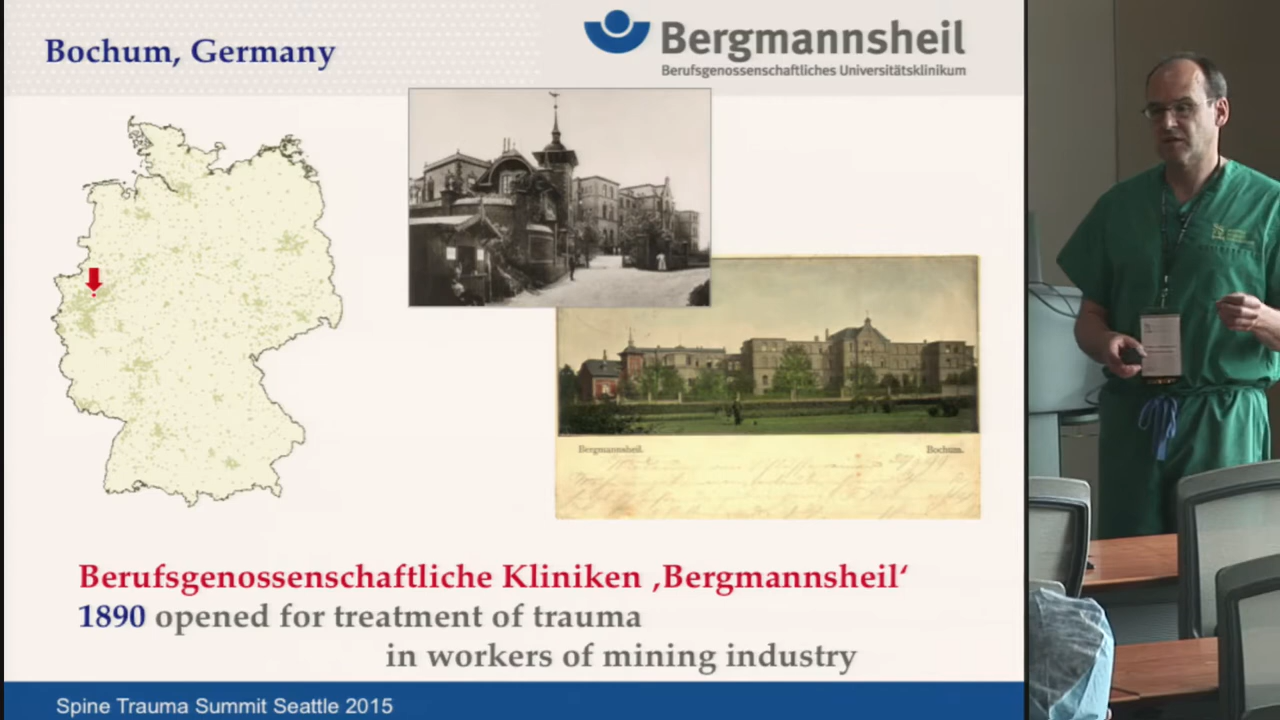 Bochum, Germany
Bergmannsheil
Berufsgenossenschaftliches Universitätsklinikum
Bergmannsheil.
Bochum.
Berufsgenossenschaftliche Kliniken ‚Bergmannsheil‘
1890 opened for treatment of trauma
in workers of mining industry
Spine Trauma Summit Seattle 2015